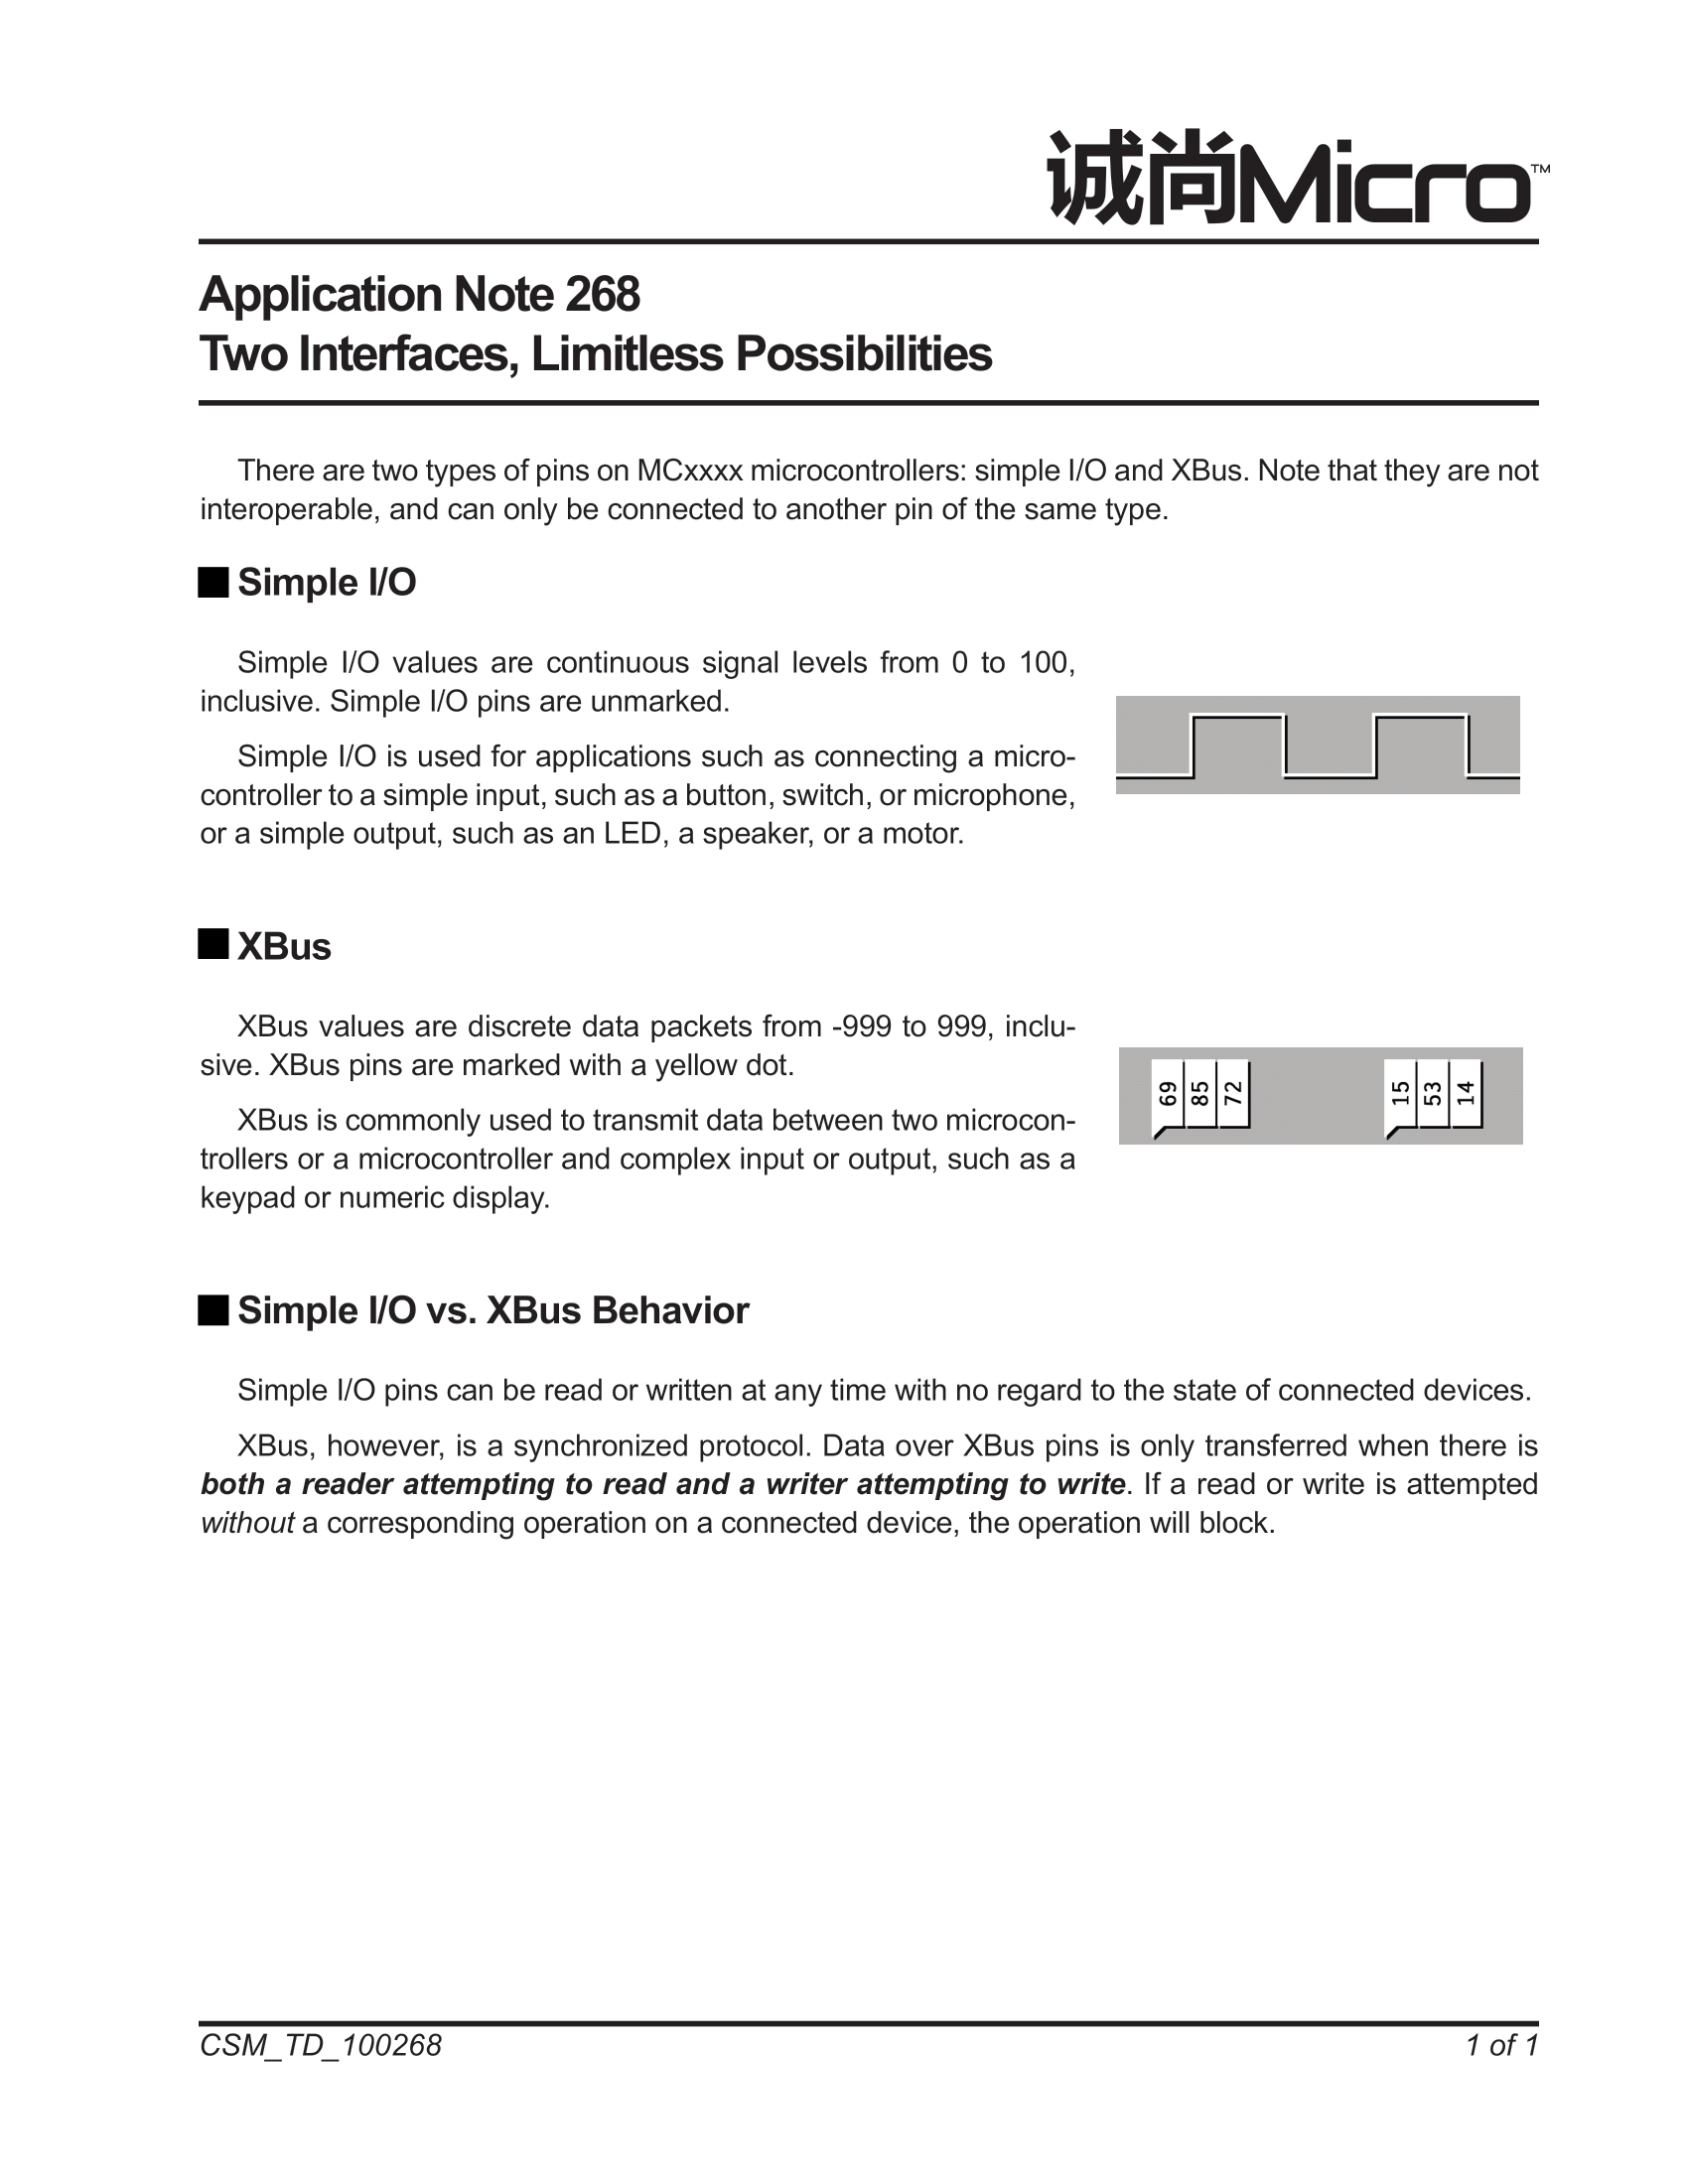 诚尚Micro™
Application Note 268
Two Interfaces, Limitless Possibilities
There are two types of pins on MCxxxx microcontrollers: simple I/O and XBus. Note that they are not
interoperable, and can only be connected to another pin of the same type.
Simple I/O
Simple I/O values are continuous signal levels from 0 to 100,
inclusive. Simple I/O pins are unmarked.
Simple I/O is used for applications such as connecting a micro-
controller to a simple input, such as a button, switch, or microphone,
or a simple output, such as an LED, a speaker, or a motor.
XBus
XBus values are discrete data packets from -999 to 999, inclu-
sive. XBus pins are marked with a yellow dot.
XBus is commonly used to transmit data between two microcon-
trollers or a microcontroller and complex input or output, such as a
keypad or numeric display.
69
85
72
15
53
14
Simple I/O vs. XBus Behavior
Simple I/O pins can be read or written at any time with no regard to the state of connected devices.
XBus, however, is a synchronized protocol. Data over XBus pins is only transferred when there is
both a reader attempting to read and a writer attempting to write. If a read or write is attempted
without a corresponding operation on a connected device, the operation will block.
CSM_TD_100268
1 of 1